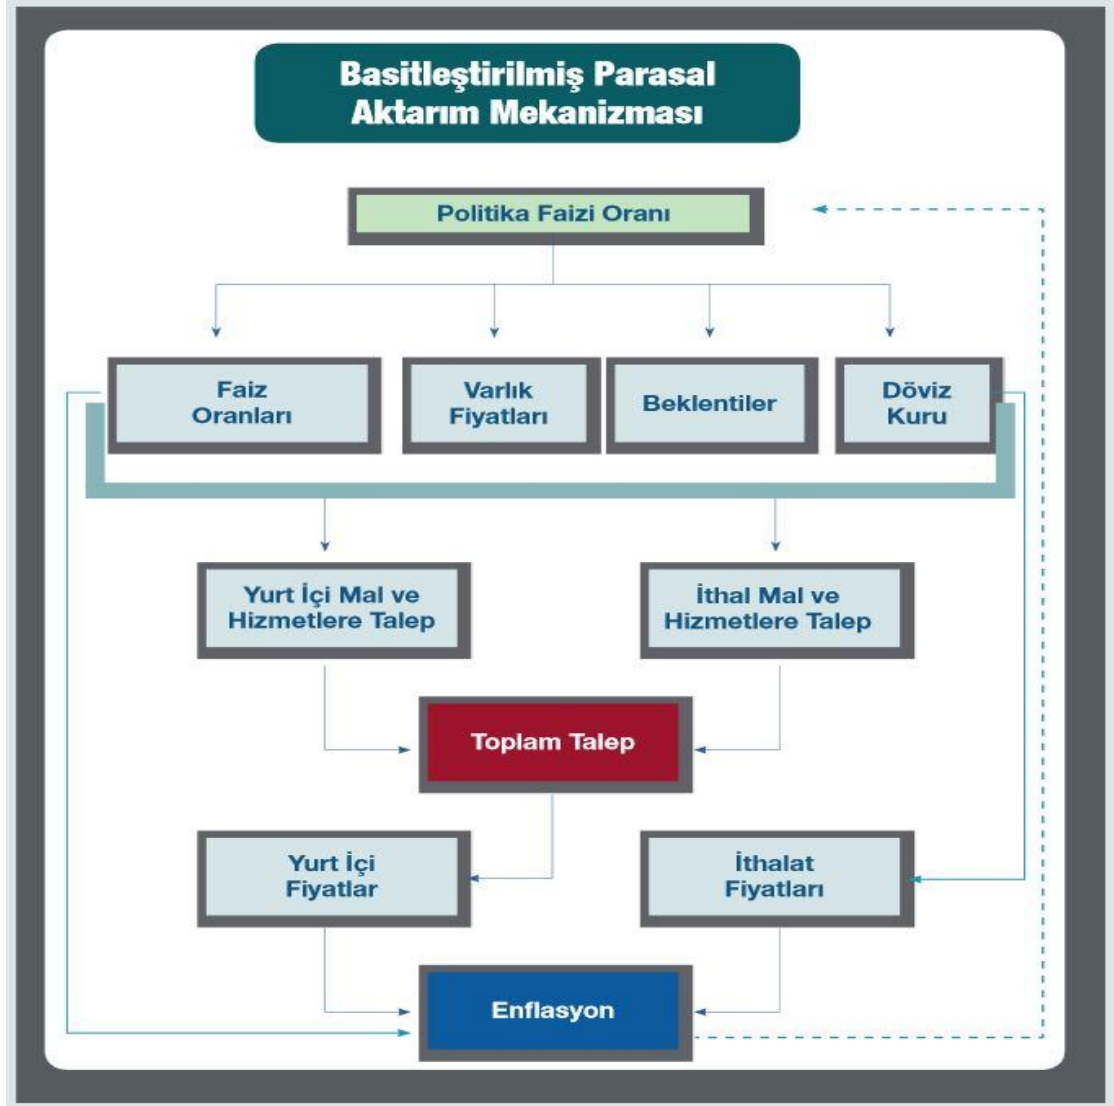 Basitleştirilmiş Parasal
Aktarım Mekanizması
Politika Faizi Oranı
Faiz
Oranları
Varlık
Fiyatları
Beklentiler
Döviz
Kuru
Yurt İçi Mal ve
Hizmetlere Talep
İthal Mal ve
Hizmetlere Talep
Toplam Talep
Yurt İçi
Fiyatlar
İthalat
Fiyatları
Enflasyon